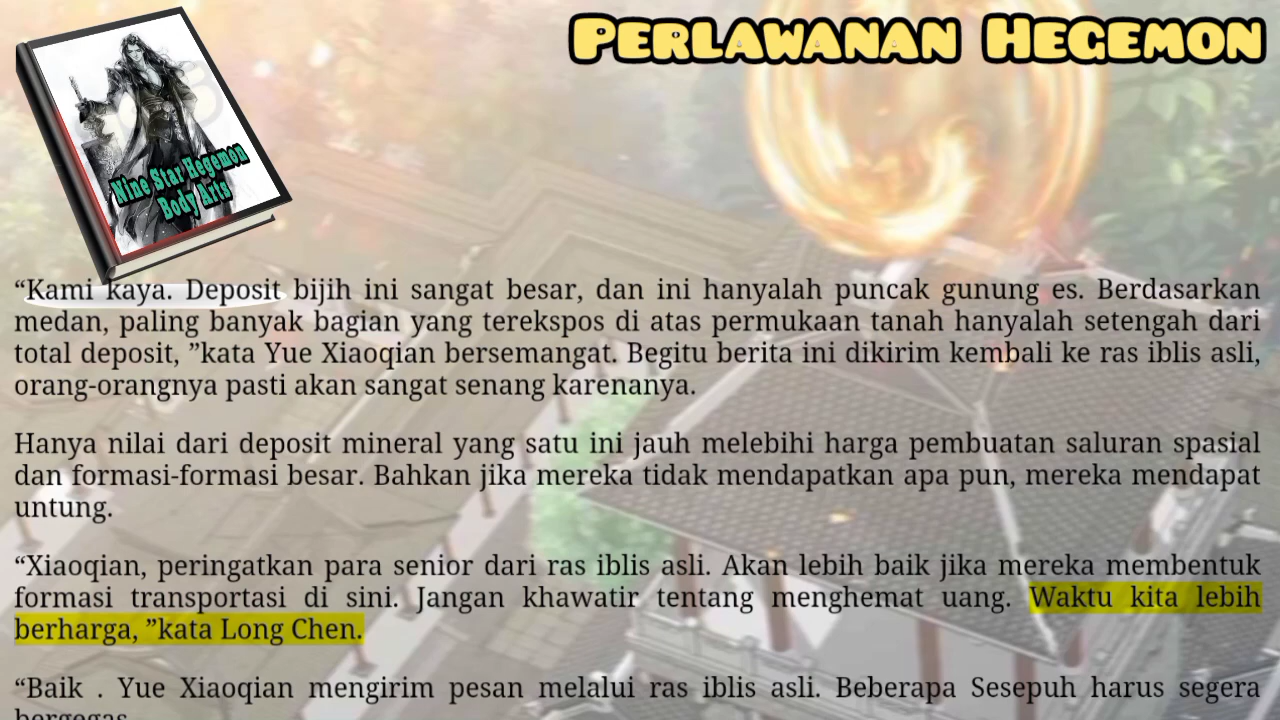 Perlawanan Hegemon
Nine Star Hegemon
Body Arts
“Kami kaya. Deposit bijih ini sangat besar, dan ini hanyalah puncak gunung es. Berdasarkan
medan, paling banyak bagian yang terekspos di atas permukaan tanah hanyalah setengah dari
total deposit, ”kata Yue Xiaoqian bersemangat. Begitu berita ini dikirim kembali ke ras iblis asli,
orang-orangnya pasti akan sangat senang karenanya.
Hanya nilai dari deposit mineral yang satu ini jauh melebihi harga pembuatan saluran spasial
dan formasi-formasi besar. Bahkan jika mereka tidak mendapatkan apa pun, mereka mendapat
untung.
“Xiaoqian, peringatkan para senior dari ras iblis asli. Akan lebih baik jika mereka membentuk
formasi transportasi di sini. Jangan khawatir tentang menghemat uang. Waktu kita lebih
berharga, ”kata Long Chen.
“Baik . Yue Xiaoqian mengirim pesan melalui ras iblis asli. Beberapa Sesepuh harus segera
bergegas.